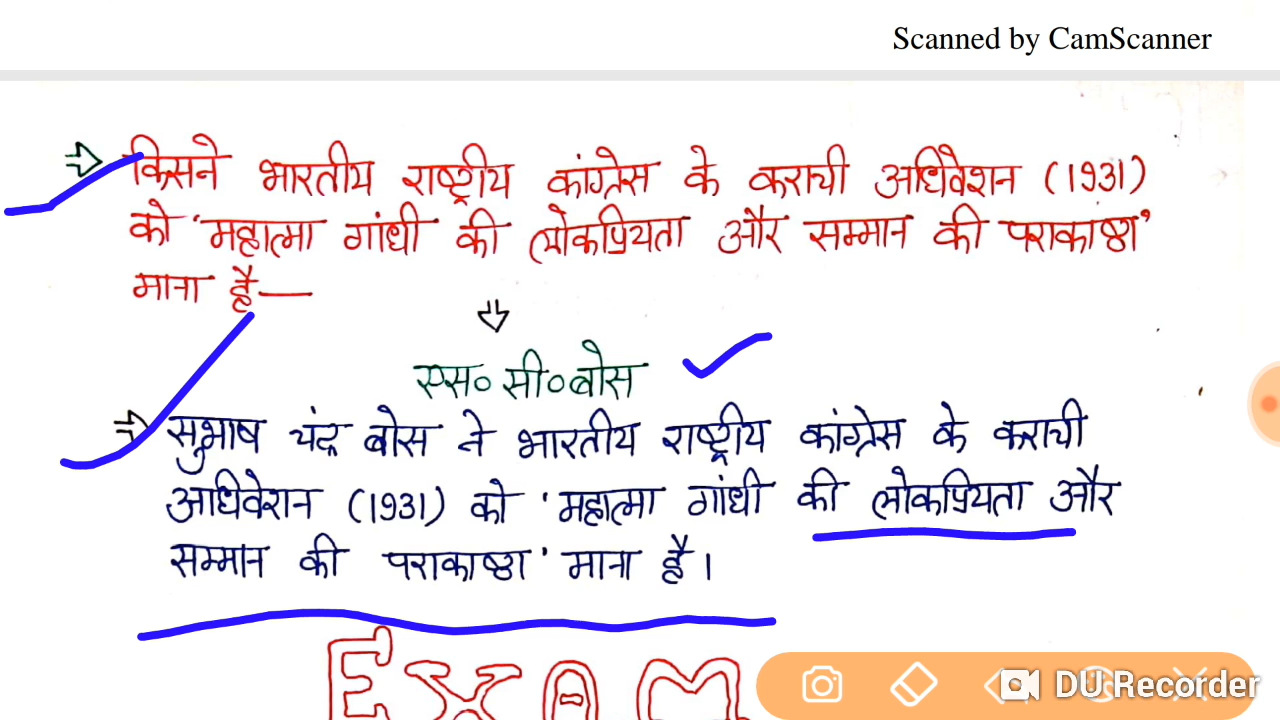 Scanned by CamScanner
⇒ किसने भारतीय राष्ट्रीय कांग्रेस के कराची अधिवेशन (1931)
को 'महात्मा गांधी की लोकप्रियता और सम्मान की पराकाष्ठा'
माना है—
⇓
एस० सी० बोस
⇒ सुभाष चंद्र बोस ने भारतीय राष्ट्रीय कांग्रेस के कराची
अधिवेशन (1931) को 'महात्मा गांधी की लोकप्रियता और
सम्मान की पराकाष्ठा' माना है।
EXAM
DU Recorder